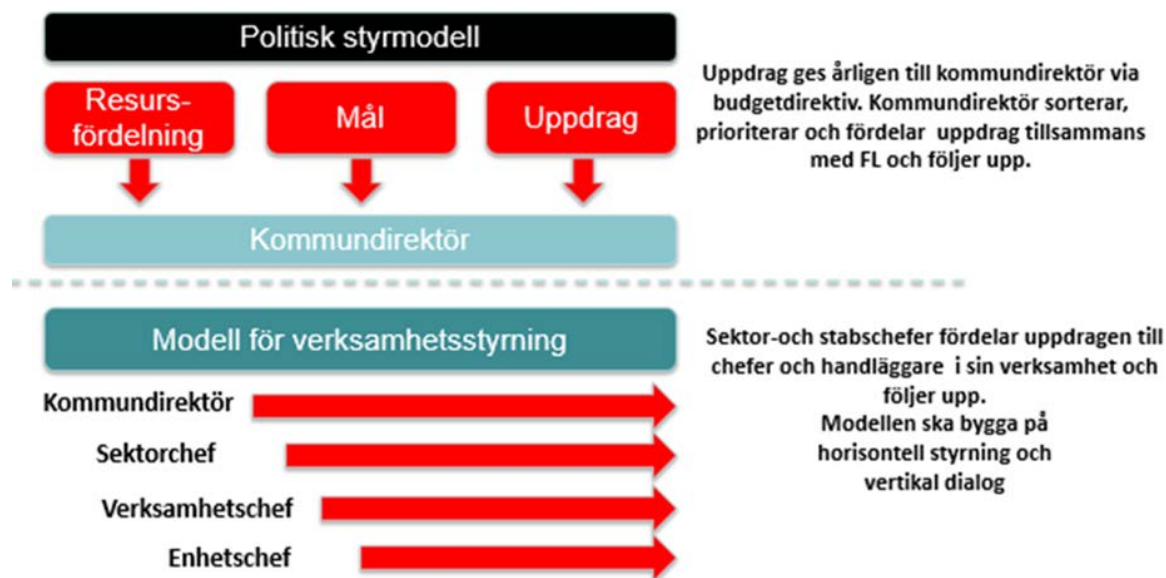 Politisk styrmodell
Resurs-
fördelning
Mål
Uppdrag
Uppdrag ges årligen till kommundirektör via
budgetdirektiv. Kommundirektör sorterar,
prioriterar och fördelar uppdrag tillsammans
med FL och följer upp.
Kommundirektör
Modell för verksamhetsstyrning
Kommundirektör
Sektorchef
Verksamhetschef
Enhetschef
Sektor-och stabschefer fördelar uppdragen till
chefer och handläggare i sin verksamhet och
följer upp.
Modellen ska bygga på
horisontell styrning och
vertikal dialog